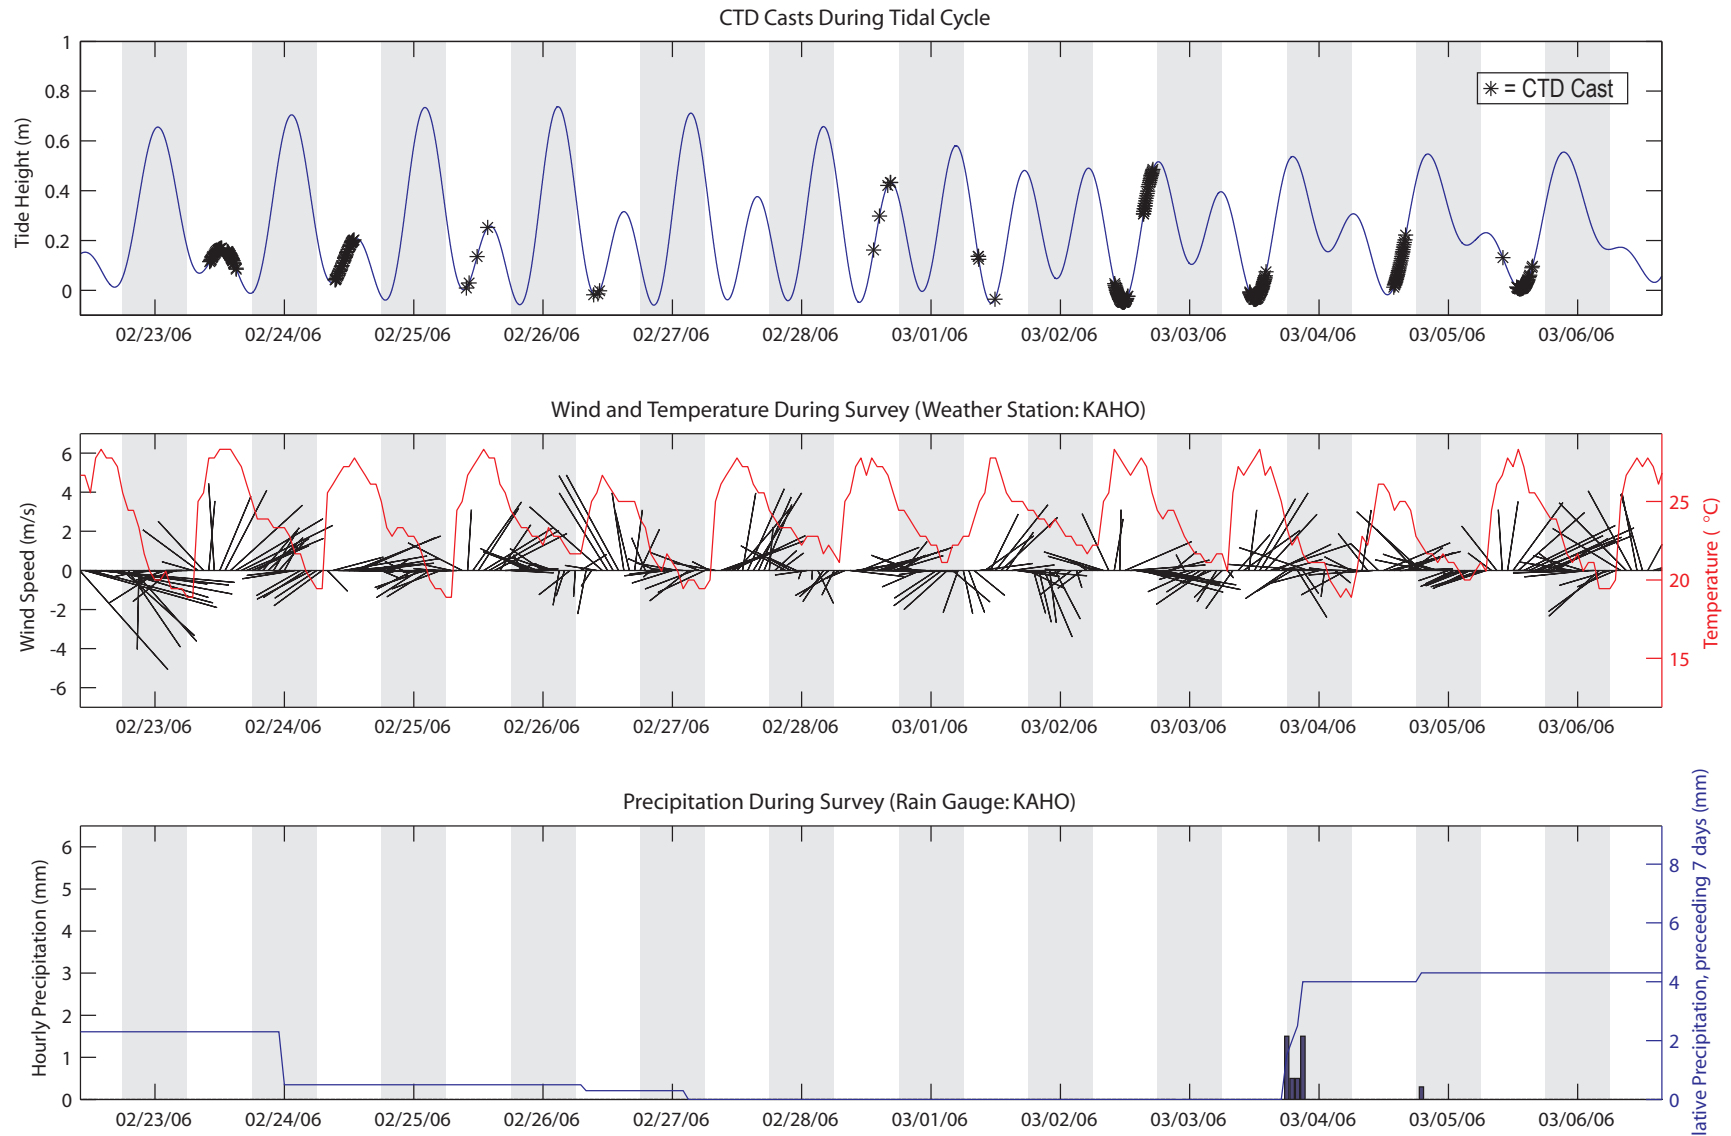 CTD Casts During Tidal Cycle
Tide Height (m)
1
0.8
0.6
0.4
0.2
0
✳ = CTD Cast
02/23/06 02/24/06 02/25/06 02/26/06 02/27/06 02/28/06 03/01/06 03/02/06 03/03/06 03/04/06 03/05/06 03/06/06
Wind and Temperature During Survey (Weather Station: KAHO)
Wind Speed (m/s)
6
4
2
0
-2
-4
-6
25
20
15
Temperature ( °C)
02/23/06 02/24/06 02/25/06 02/26/06 02/27/06 02/28/06 03/01/06 03/02/06 03/03/06 03/04/06 03/05/06 03/06/06
Precipitation During Survey (Rain Gauge: KAHO)
Hourly Precipitation (mm)
6
5
4
3
2
1
0
8
6
4
2
0
lative Precipitation, preceeding 7 days (mm)
02/23/06 02/24/06 02/25/06 02/26/06 02/27/06 02/28/06 03/01/06 03/02/06 03/03/06 03/04/06 03/05/06 03/06/06